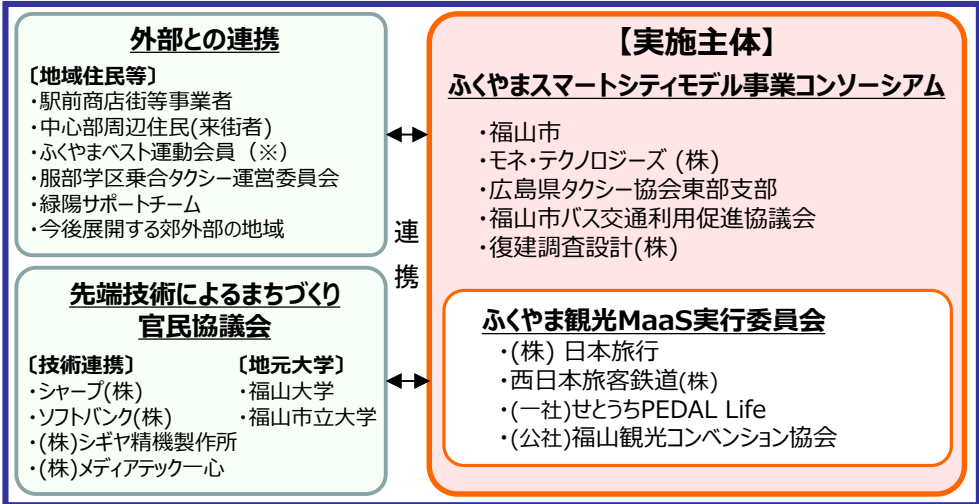 外部との連携
〔地域住民等〕
・駅前商店街等事業者
・中心部周辺住民(来街者)
・ふくやまベスト運動会員（※）
・服部学区乗合タクシー運営委員会
・緑陽サポートチーム
・今後展開する郊外部の地域
先端技術によるまちづくり
官民協議会
〔技術連携〕
・シャープ(株)
・ソフトバンク(株)
・(株)シギヤ精機製作所
・(株)メディアテック一心
〔地元大学〕
・福山大学
・福山市立大学
連
携
【実施主体】
ふくやまスマートシティモデル事業コンソーシアム
・福山市
・モネ・テクノロジーズ (株)
・広島県タクシー協会東部支部
・福山市バス交通利用促進協議会
・復建調査設計(株)
ふくやま観光MaaS実行委員会
・(株) 日本旅行
・西日本旅客鉄道(株)
・(一社)せとうちPEDAL Life
・(公社)福山観光コンベンション協会